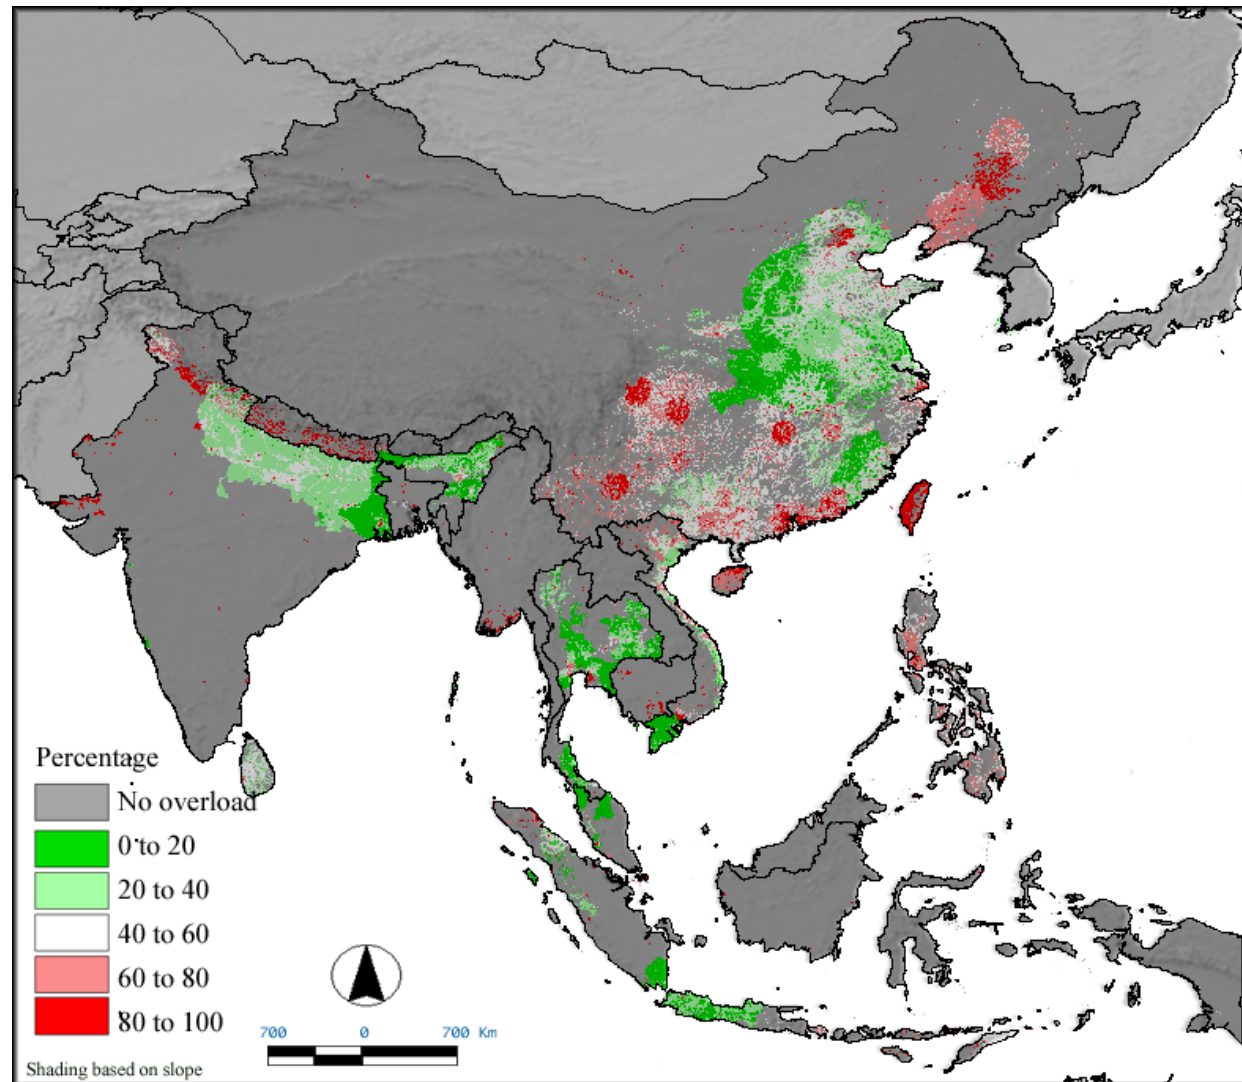 Percentage
No overload
0 to 20
20 to 40
40 to 60
60 to 80
80 to 100
700 0 700 Km
Shading based on slope